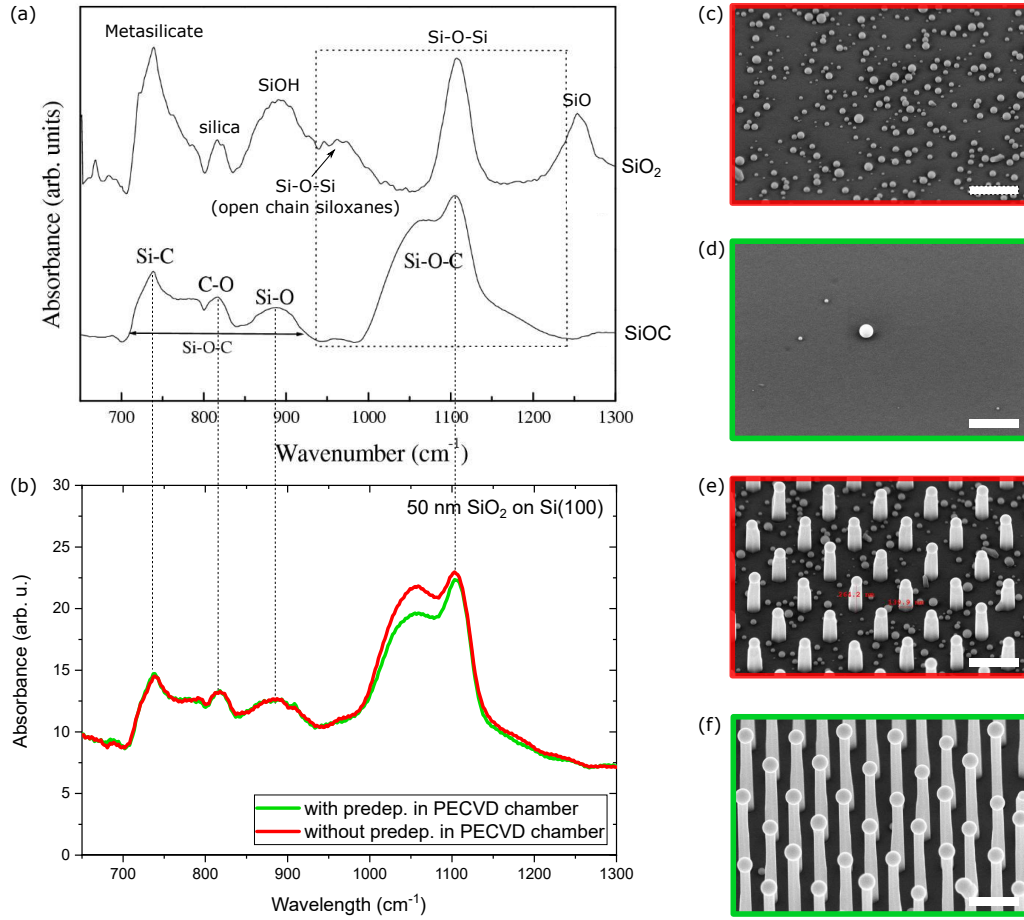 (a)
Metasilicate
silica
SiOH
Si-O-Si
(open chain siloxanes)
Si-O-Si
SiO
SiO2
Si-C
C-O
Si-O
Si-O-C
Si-O-C
SiOC
Absorbance (arb. units)
700 800 900 1000 1100 1200 1300
Wavenumber (cm-1)
(b)
50 nm SiO2 on Si(100)
Absorbance (arb. u.)
30
25
20
15
10
5
0
with predep. in PECVD chamber
without predep. in PECVD chamber
700 800 900 1000 1100 1200 1300
Wavelength (cm-1)
(c)
(d)
(e)
(f)